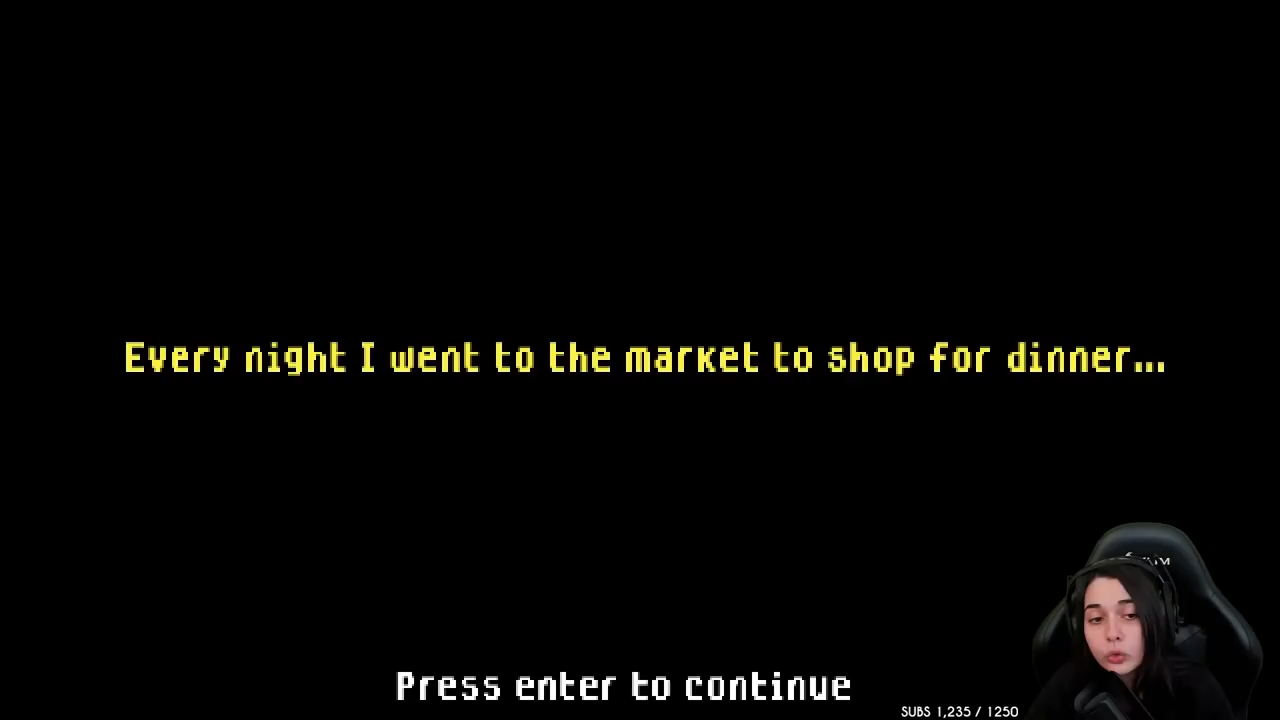 Every night I went to the market to shop for dinner...
Press enter to continue
SUBS 1,235 / 1250